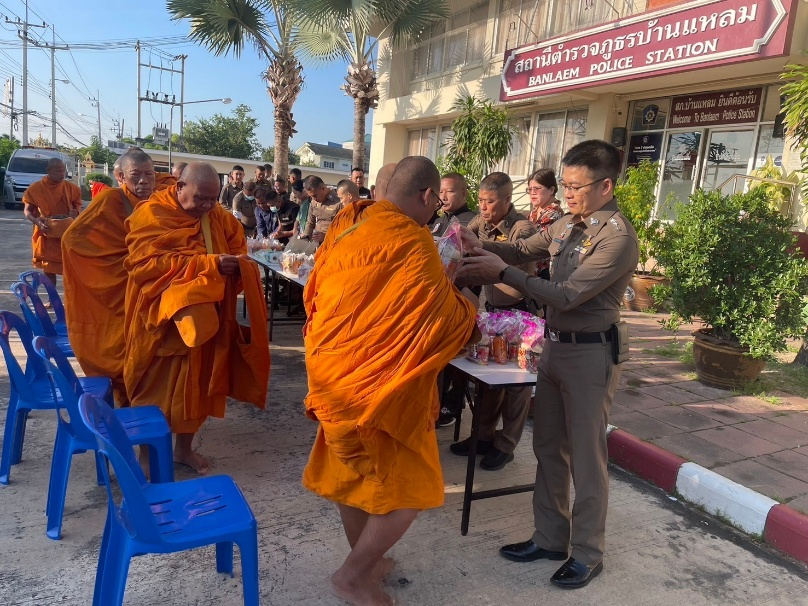 สถานีตำรวจภูธรบ้านแหลม
BANLAEM POLICE STATION
สภ.บ้านแหลม ยินดีต้อนรับ
Welcome To Banlaem Police Station